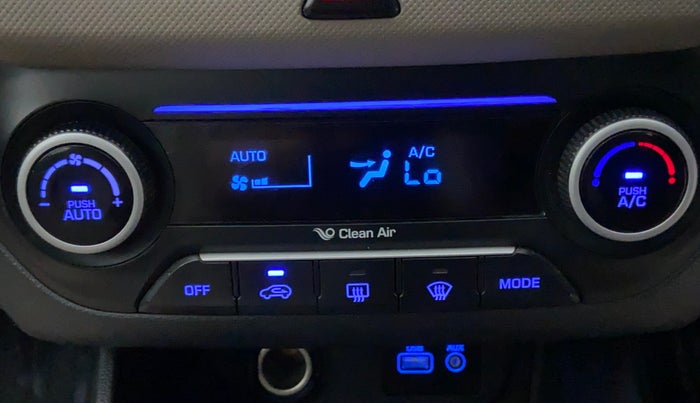 AUTO
A/C
Lo
- PUSH +
AUTO
PUSH
A/C
Clean Air
OFF
MODE
USB
AUX